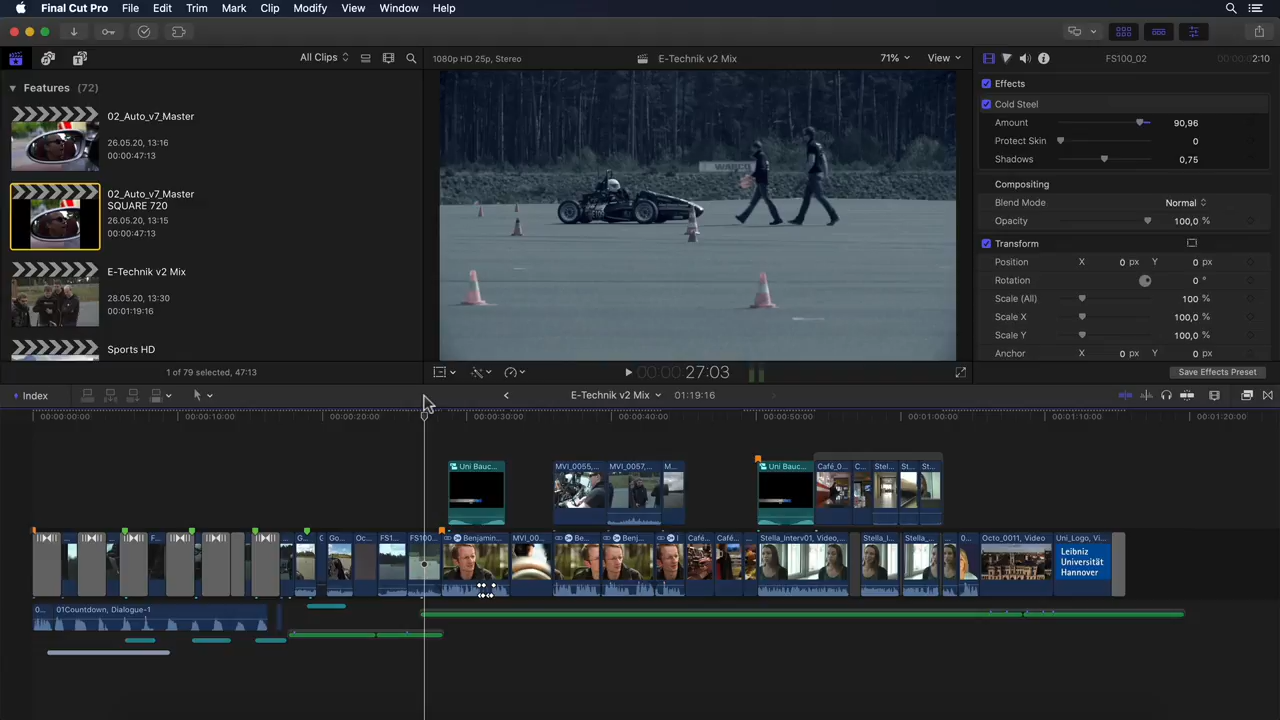 Final Cut Pro File Edit Trim Mark Clip Modify View Window Help
All Clips
1080p HD 25p, Stereo
E-Technik v2 Mix
71%
View
FS100_02
2:10
Features (72)
02_Auto_v7_Master
26.05.20, 13:16
00:00:47:13
02_Auto_v7_Master
SQUARE 720
26.05.20, 13:15
00:00:47:13
E-Technik v2 Mix
28.05.20, 13:30
00:01:19:16
Sports HD
1 of 79 selected, 47:13
WABCO
00:00:27:03
Effects
Cold Steel
Amount 90,96
Protect Skin 0
Shadows 0,75
Compositing
Blend Mode Normal
Opacity 100,0 %
Transform
Position X 0 px Y 0 px
Rotation 0 °
Scale (All) 100 %
Scale X 100,0 %
Scale Y 100,0 %
Anchor X 0 px Y 0 px
Save Effects Preset
Index
E-Technik v2 Mix
01:19:16
00:00:00:00
00:00:10:00
00:00:20:00
00:00:30:00
00:00:40:00
00:00:50:00
00:01:00:00
00:01:10:00
00:01:20:00
Uni Bauc...
MVI_0055,...
MVI_0057,...
M...
Uni Bauc...
Café_0...
C...
Stel...
St...
St...
F...
G...
Go...
Oc...
FS1...
FS100...
Benjamin...
MVI_00...
Be...
Benj...
I
Café...
Café...
Stella_Interv01, Video,...
Stella_I...
Stella_...
0...
Octo_0011, Video
Uni_Logo, Vi...
Leibniz
Universität
Hannover
0...
01Countdown, Dialogue-1